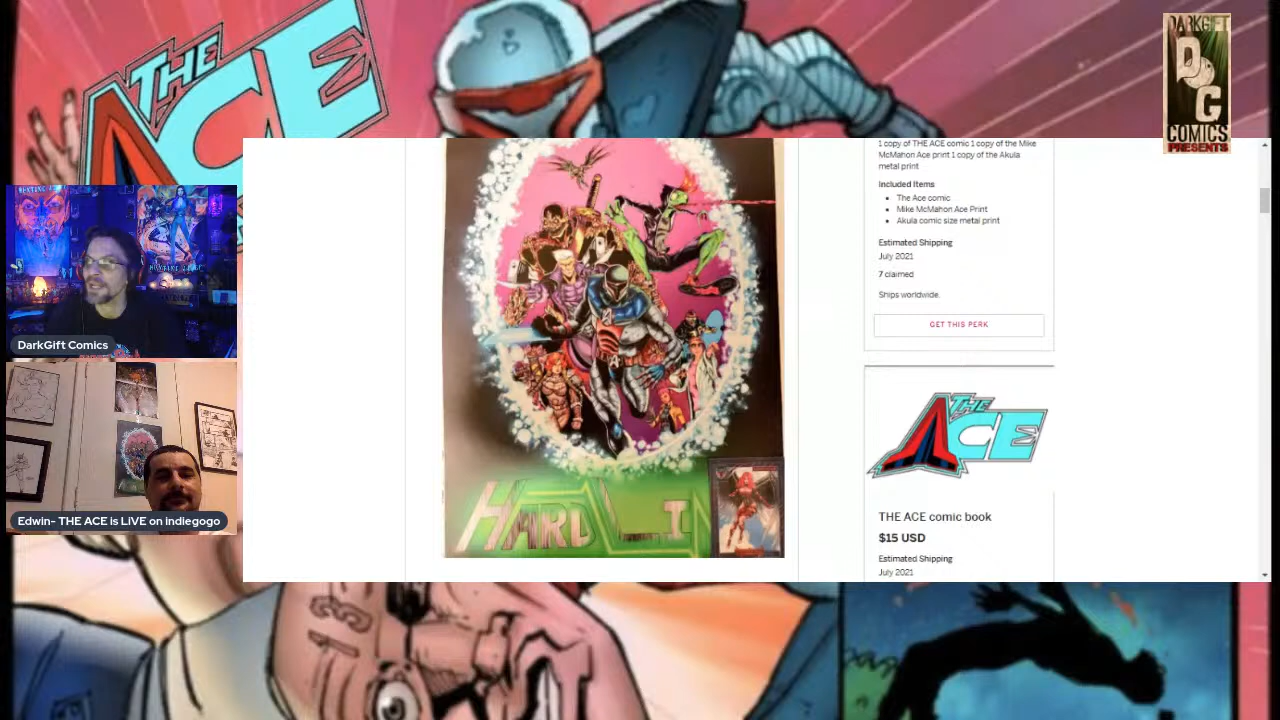 THE
ACE
DARKGIFT
DG
COMICS
PRESENTS
1 copy of THE ACE comic 1 copy of the Mike
McMahon Ace print 1 copy of the Akula
metal print
Included Items
The Ace comic
Mike McMahon Ace Print
Akula comic size metal print
Estimated Shipping
July 2021
7 claimed
Ships worldwide.
GET THIS PERK
THE
ACE
THE ACE comic book
$15 USD
Estimated Shipping
July 2021
HARD LI
DarkGift Comics
Edwin- THE ACE is LIVE on indiegogo
13